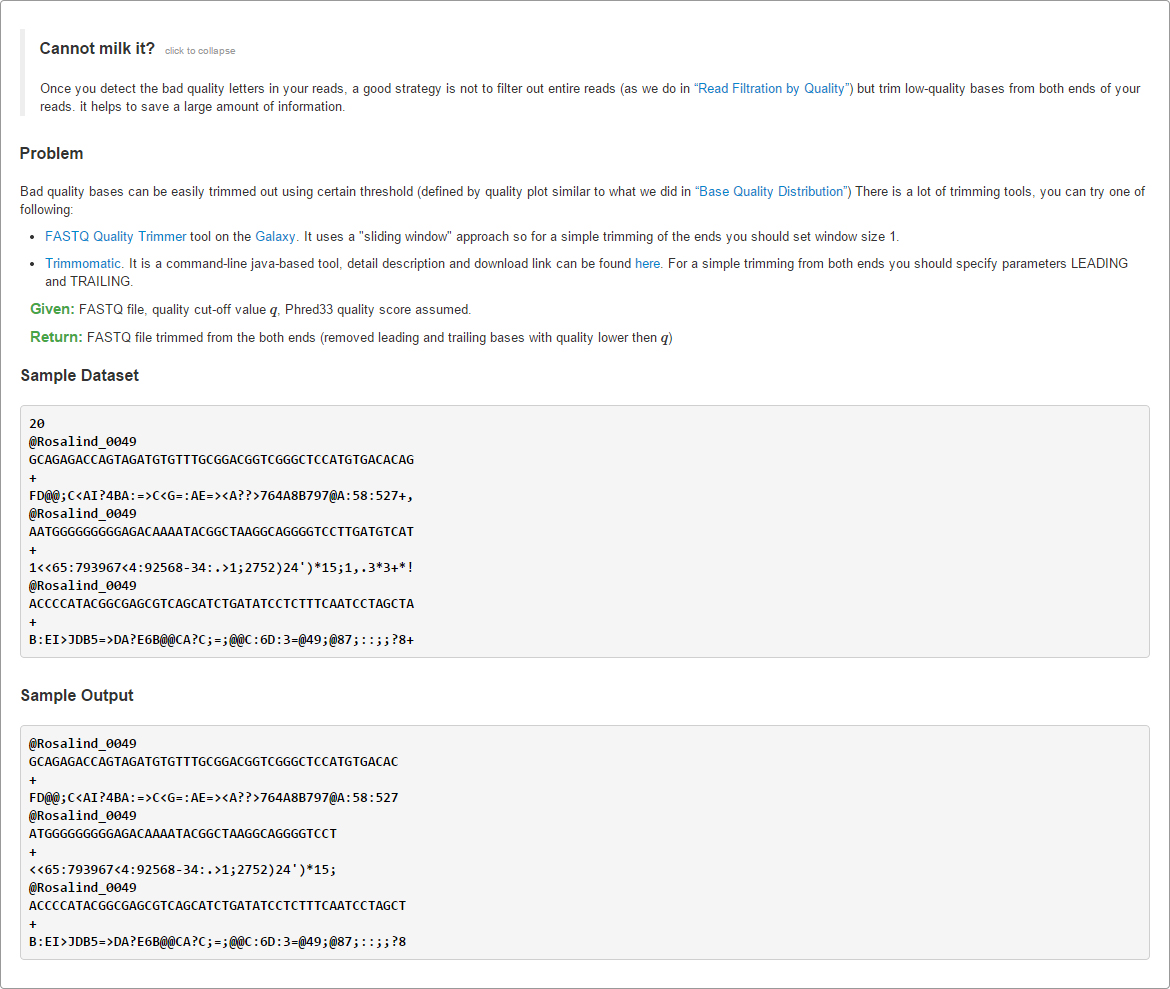 Cannot milk it? click to collapse
Once you detect the bad quality letters in your reads, a good strategy is not to filter out entire reads (as we do in “Read Filtration by Quality”) but trim low-quality bases from both ends of your
reads. it helps to save a large amount of information.
Problem
Bad quality bases can be easily trimmed out using certain threshold (defined by quality plot similar to what we did in “Base Quality Distribution”) There is a lot of trimming tools, you can try one of
following:
• FASTQ Quality Trimmer tool on the Galaxy. It uses a "sliding window" approach so for a simple trimming of the ends you should set window size 1.
• Trimmomatic. It is a command-line java-based tool, detail description and download link can be found here. For a simple trimming from both ends you should specify parameters LEADING
and TRAILING.
Given: FASTQ file, quality cut-off value q, Phred33 quality score assumed.
Return: FASTQ file trimmed from the both ends (removed leading and trailing bases with quality lower then q)
Sample Dataset
20
@Rosalind_0049
GCAGAGACCAGTAGATGTGTTTGCGGACGGTCGGGCTCCATGTGACACAG
+
FD@@;C<AI?4BA:=>C<G=:AE=><A??>764A8B797@A:58:527+,
@Rosalind_0049
AATGGGGGGGGGAGACAAAATACGGCTAAGGCAGGGGTCCTTGATGTCAT
+
1<<65:793967<4:92568-34:.>1;2752)24')*15;1,.3*3+*!
@Rosalind_0049
ACCCCATACGGCGAGCGTCAGCATCTGATATCCTCTTTCAATCCTAGCTA
+
B:EI>JDB5=>DA?E6B@@CA?C;=;@@C:6D:3=@49;@87;::;;?8+
Sample Output
@Rosalind_0049
GCAGAGACCAGTAGATGTGTTTGCGGACGGTCGGGCTCCATGTGACAC
+
FD@@;C<AI?4BA:=>C<G=:AE=><A??>764A8B797@A:58:527
@Rosalind_0049
ATGGGGGGGGGAGACAAAATACGGCTAAGGCAGGGGTCCT
+
<<65:793967<4:92568-34:.>1;2752)24')*15;
@Rosalind_0049
ACCCCATACGGCGAGCGTCAGCATCTGATATCCTCTTTCAATCCTAGCT
+
B:EI>JDB5=>DA?E6B@@CA?C;=;@@C:6D:3=@49;@87;::;;?8